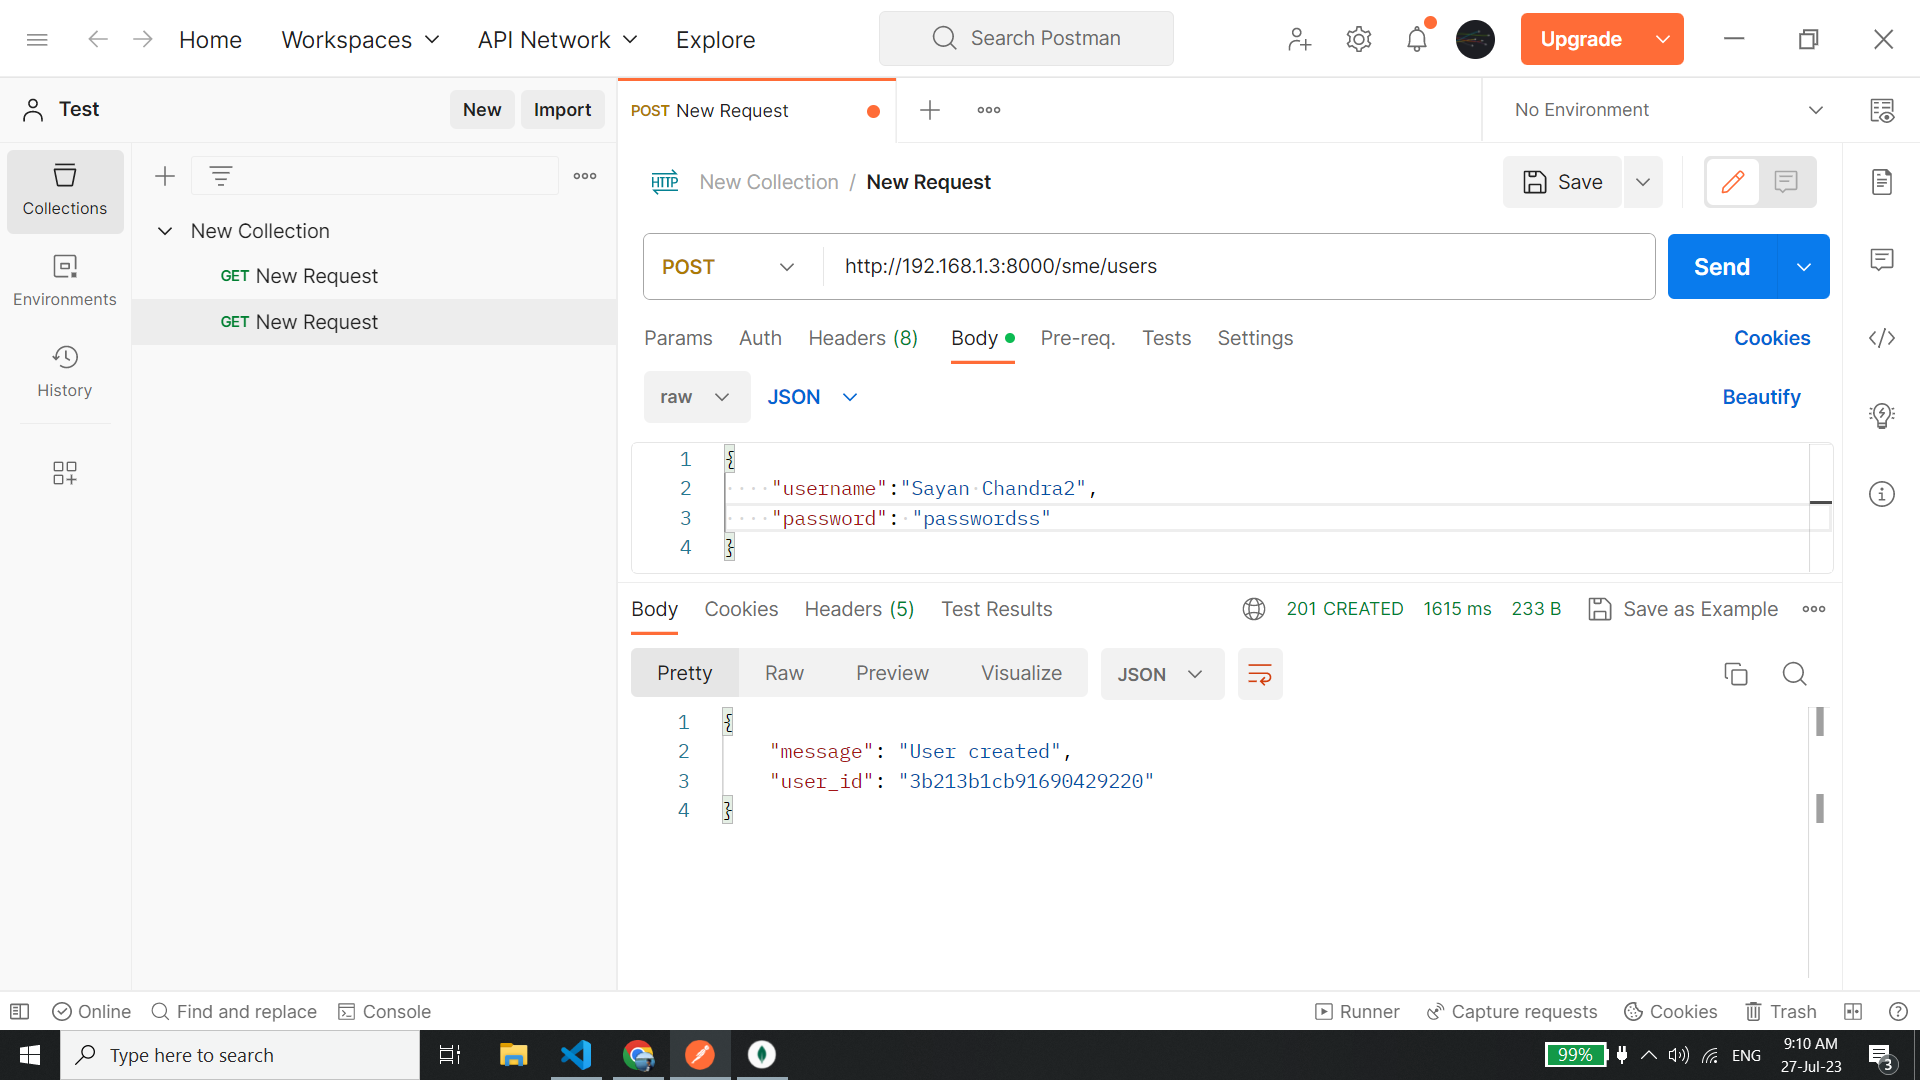 Home Workspaces API Network Explore Search Postman Upgrade
Test New Import POST New Request No Environment
Collections
Environments
History
New Collection
GET New Request
GET New Request
HTTP New Collection / New Request Save
POST http://192.168.1.3:8000/sme/users Send
Params Auth Headers (8) Body Pre-req. Tests Settings Cookies
raw JSON Beautify
1 {
2 "username":"Sayan Chandra2",
3 "password": "passwordss"
4 }
Body Cookies Headers (5) Test Results 201 CREATED 1615 ms 233 B Save as Example
Pretty Raw Preview Visualize JSON
1 {
2 "message": "User created",
3 "user_id": "3b213b1cb91690429220"
4 }
Online Find and replace Console Runner Capture requests Cookies Trash
Type here to search 99% ENG 9:10 AM
27-Jul-23 3